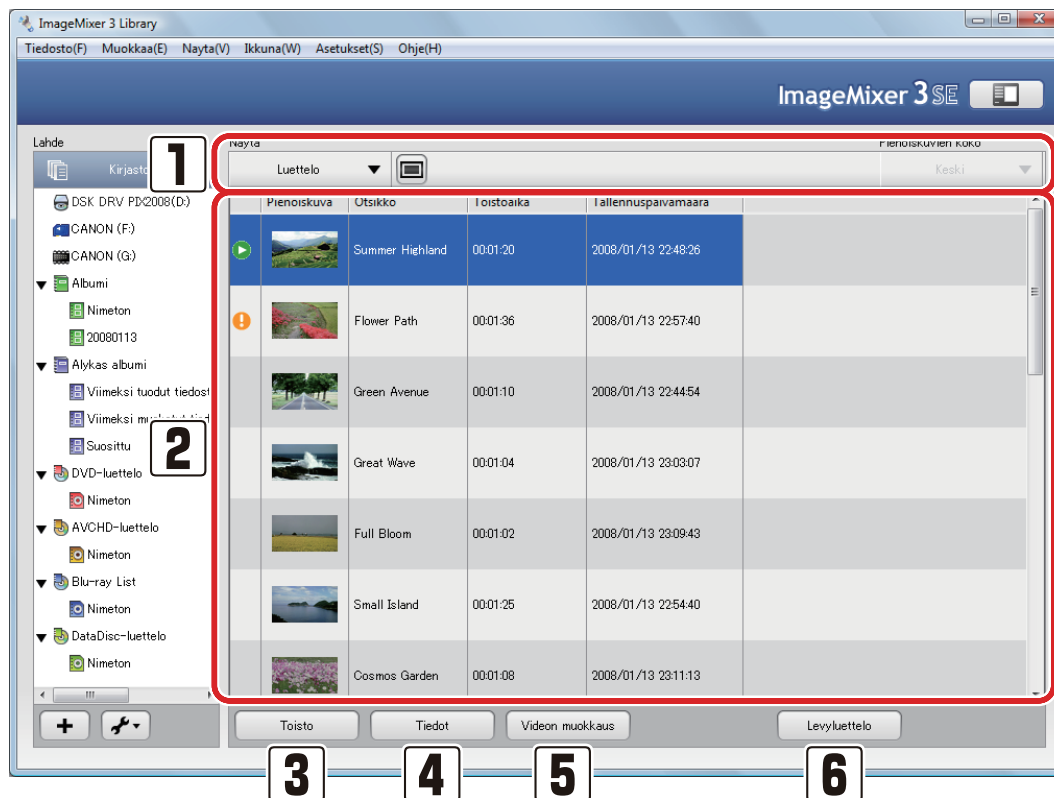 ImageMixer 3 Library
Tiedosto(F) Muokkaa(E) Nayta(V) Ikkuna(W) Asetukset(S) Ohje(H)
ImageMixer 3 SE
Lahde
Kirjasto
DSK DRV PIX2008(D:)
CANON (F:)
CANON (G:)
Albumi
Nimeton
20080113
Alykas albumi
Viimeksi tuodut tiedost
Viimeksi
Suosittu
DVD-luettelo
Nimeton
AVCHD-luettelo
Nimeton
Blu-ray List
Nimeton
DataDisc-luettelo
Nimeton
1
2
Nayta
Pienoiskuvien koko
Luettelo
Keski
Pienoiskuva Otsikko Toistoaika Tallennuspaivamaara
Summer Highland 00:01:20 2008/01/13 22:48:26
Flower Path 00:01:36 2008/01/13 22:57:40
Green Avenue 00:01:10 2008/01/13 22:44:54
Great Wave 00:01:04 2008/01/13 23:03:07
Full Bloom 00:01:02 2008/01/13 23:09:43
Small Island 00:01:25 2008/01/13 22:54:40
Cosmos Garden 00:01:08 2008/01/13 23:11:13
Toisto Tiedot Videon muokkaus Levyluettelo
3 4 5 6